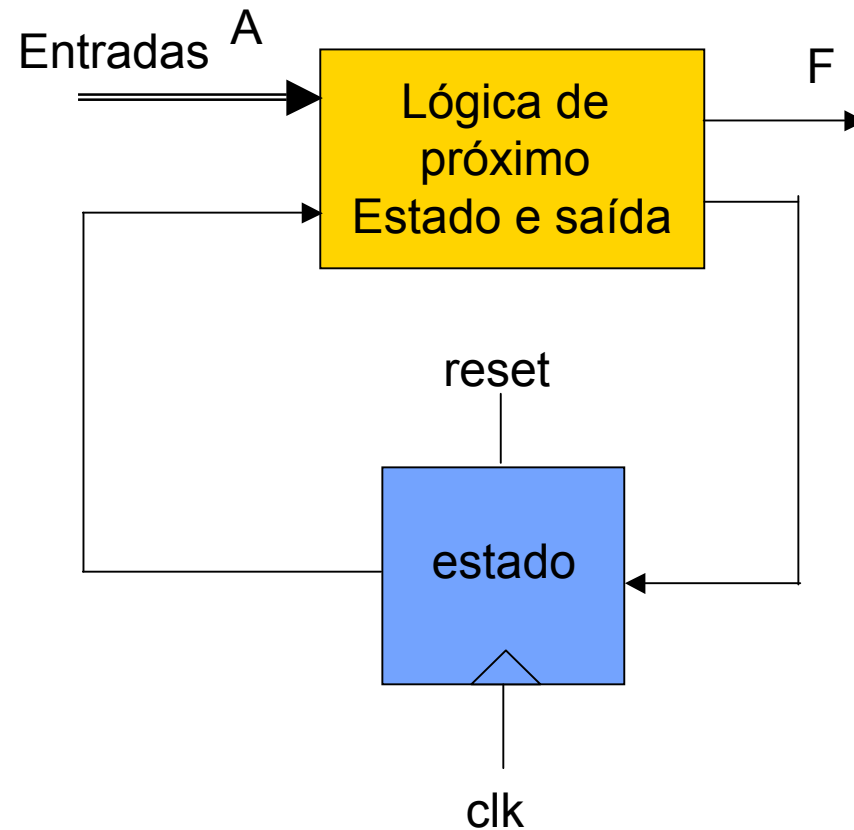 Entradas A
F
Lógica de
próximo
Estado e saída
reset
estado
clk